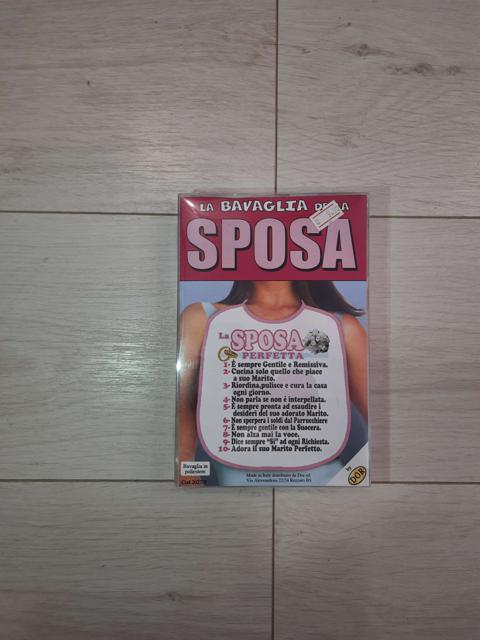 LA BAVAGLIA DELLA
SPOSA
La SPOSA
PERFETTA
1- È sempre Gentile e Remissiva.
2- Cucina solo quello che piace
a suo Marito.
3- Riordina,pulisce e cura la casa
ogni giorno.
4- Non parla se non è interpellata.
5- È sempre pronta ad esaudire i
desideri del suo adorato Marito.
6- Non sperpera i soldi dal Parrucchiere
7- È sempre gentile con la Suocera.
8- Non alza mai la voce.
9- Dice sempre "Sì" ad ogni Richiesta.
10- Adora il suo Marito Perfetto.
Bavaglia in
poliestere
Made in Italy distribuito da Dor srl
by DOR